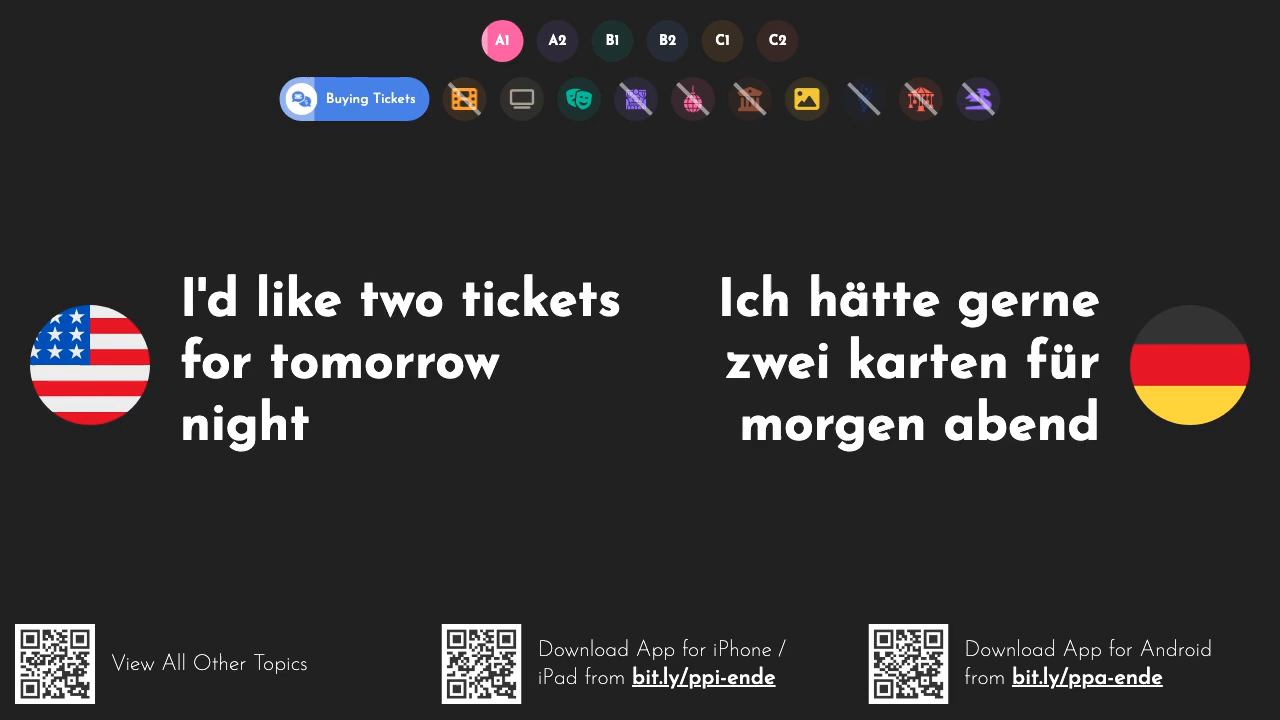 A1 A2 B1 B2 C1 C2
Buying Tickets
I'd like two tickets
for tomorrow
night
Ich hätte gerne
zwei karten für
morgen abend
View All Other Topics
Download App for iPhone /
iPad from bit.ly/ppi-ende
Download App for Android
from bit.ly/ppa-ende